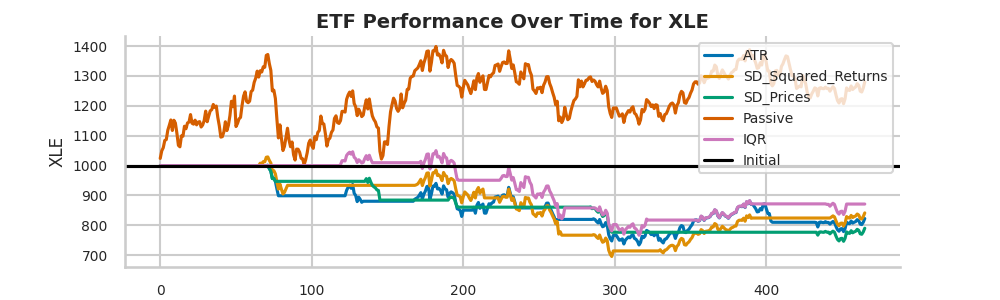 ETF Performance Over Time for XLE
XLE
1400
1300
1200
1100
1000
900
800
700
0
100
200
300
400
ATR
SD_Squared_Returns
SD_Prices
Passive
IQR
Initial